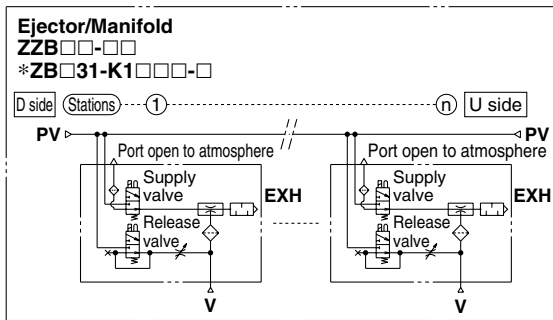 Ejector/Manifold
ZZB□□-□□
*ZB□31-K1□□□-□
D side Stations 1 n U side
PV PV
Port open to atmosphere Port open to atmosphere
Supply valve EXH Supply valve EXH
Release valve Release valve
V V